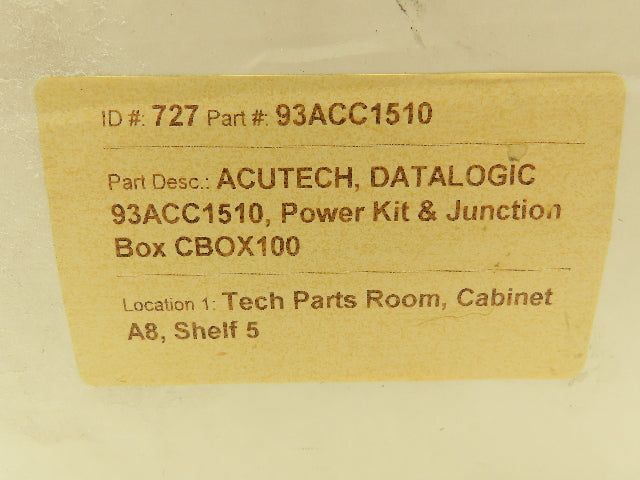 ID #: 727 Part #: 93ACC1510
Part Desc.: ACUTECH, DATALOGIC
93ACC1510, Power Kit & Junction
Box CBOX100
Location 1: Tech Parts Room, Cabinet
A8, Shelf 5